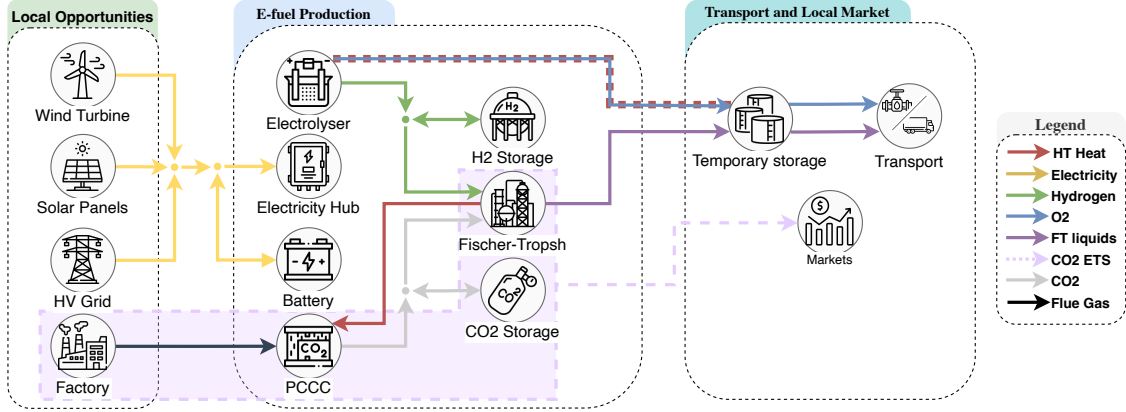 Local Opportunities
E-fuel Production
Transport and Local Market
Wind Turbine
Solar Panels
HV Grid
Factory
Electrolyser
Electricity Hub
Battery
CO2
PCCC
H2
H2 Storage
Fischer-Tropsh
CO2
CO2 Storage
Temporary storage
Transport
$
Markets
Legend
HT Heat
Electricity
Hydrogen
O2
FT liquids
CO2 ETS
CO2
Flue Gas